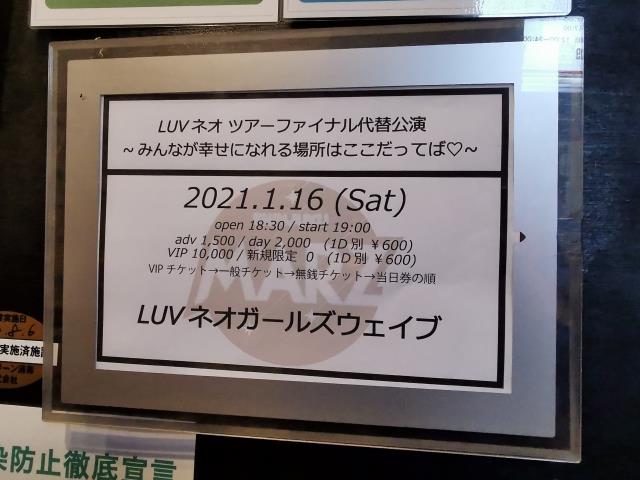 LUVネオ ツアーファイナル代替公演
~みんなが幸せになれる場所はここだってば♡~
2021.1.16 (Sat)
open 18:30 / start 19:00
adv 1,500 / day 2,000 (1D別 ¥600)
VIP 10,000 / 新規限定 0 (1D別 ¥600)
VIPチケット→一般チケット→無銭チケット→当日券の順
MARZ
LUVネオガールズウェイブ
実施日
8.6
実施済施
染防止徹底宣言